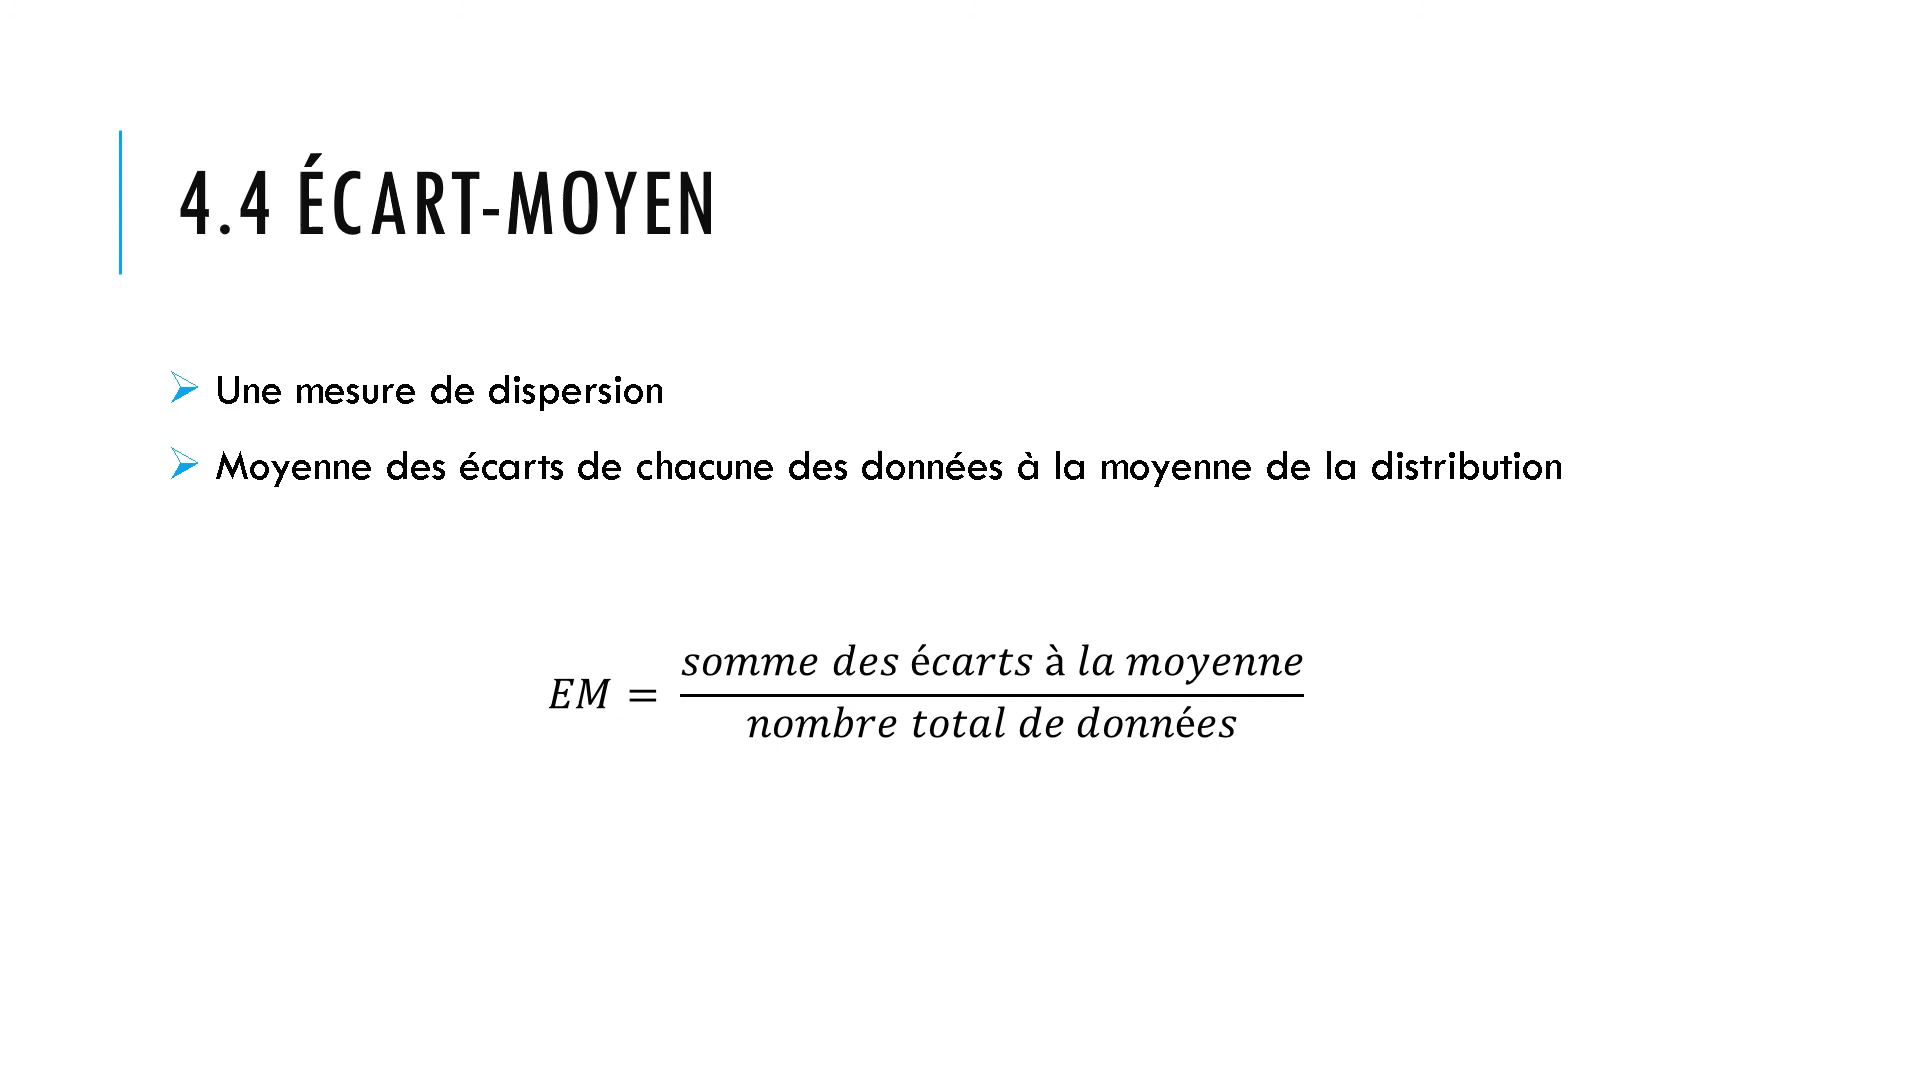 4.4 ÉCART-MOYEN
Une mesure de dispersion
Moyenne des écarts de chacune des données à la moyenne de la distribution
EM = somme des écarts à la moyenne
nombre total de données